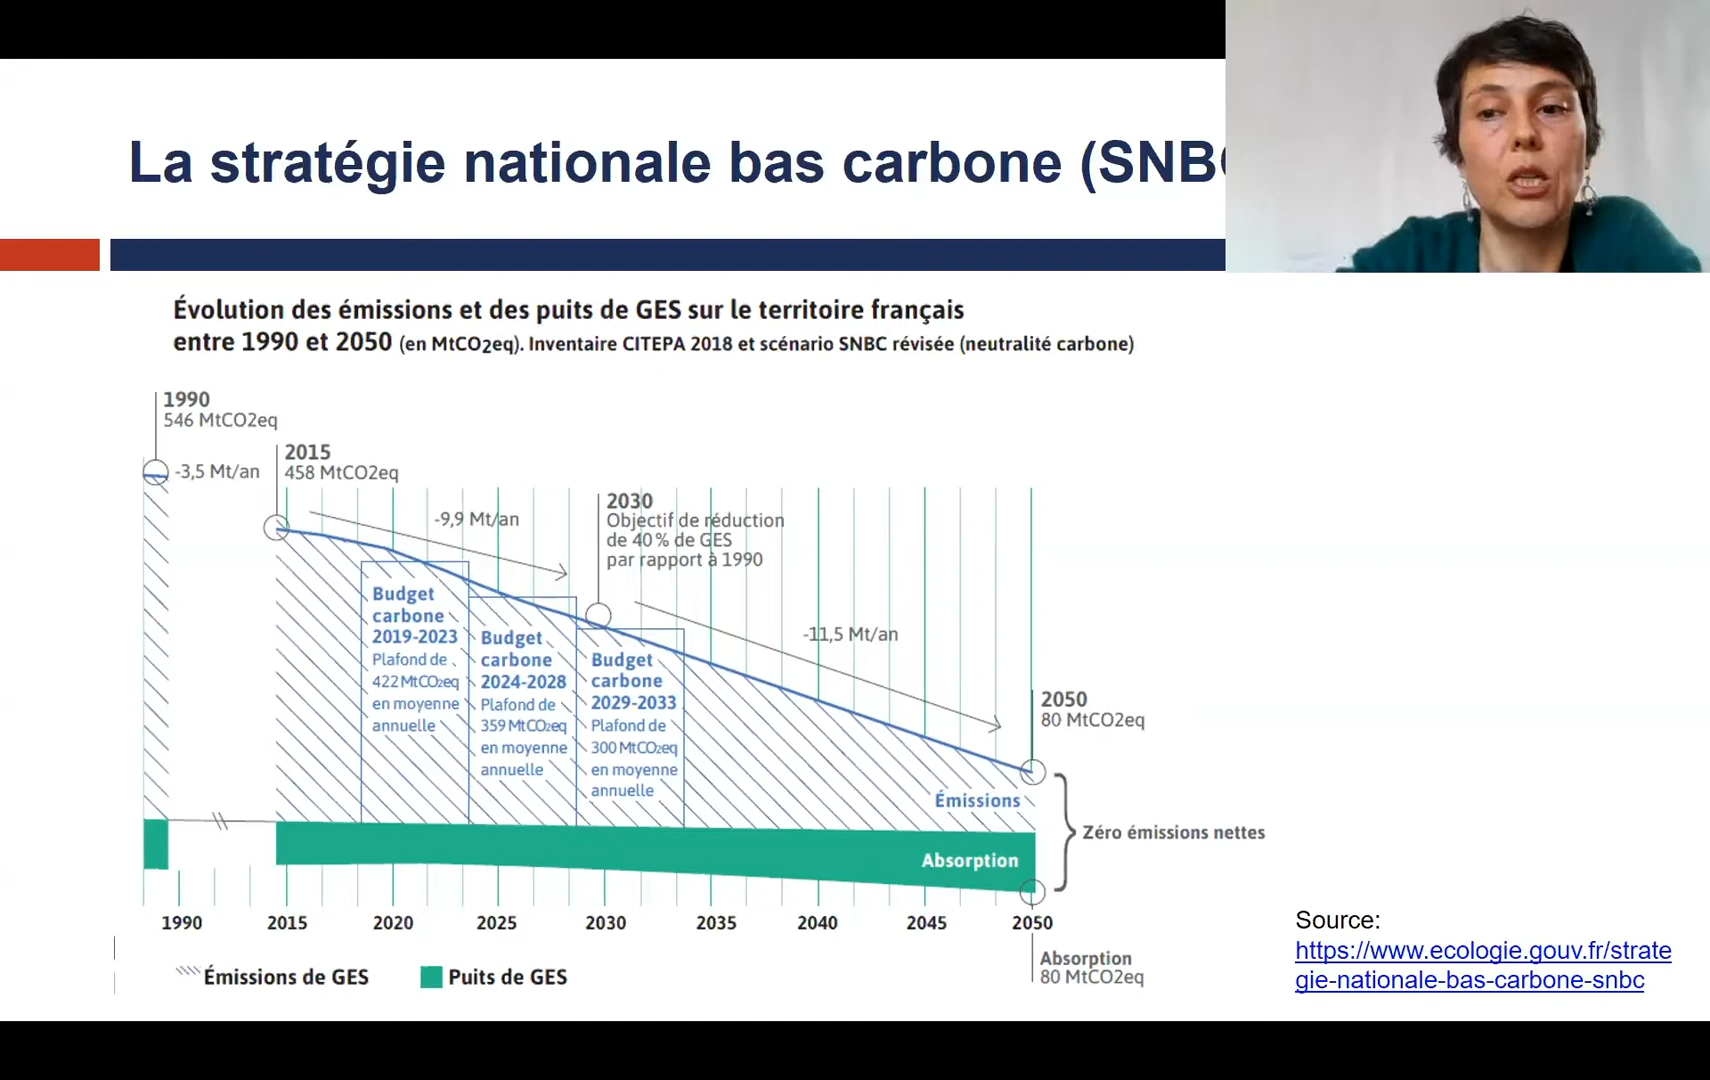 La stratégie nationale bas carbone (SNBC
Évolution des émissions et des puits de GES sur le territoire français
entre 1990 et 2050 (en MtCO2eq). Inventaire CITEPA 2018 et scénario SNBC révisée (neutralité carbone)
1990
546 MtCO2eq
-3,5 Mt/an
2015
458 MtCO2eq
-9,9 Mt/an
2030
Objectif de réduction
de 40 % de GES
par rapport à 1990
-11,5 Mt/an
Budget
carbone
2019-2023
Plafond de
422 MtCO2eq
en moyenne
annuelle
Budget
carbone
2024-2028
Plafond de
359 MtCO2eq
en moyenne
annuelle
Budget
carbone
2029-2033
Plafond de
300 MtCO2eq
en moyenne
annuelle
2050
80 MtCO2eq
Émissions
Zéro émissions nettes
Absorption
1990 2015 2020 2025 2030 2035 2040 2045 2050
Absorption
80 MtCO2eq
Émissions de GES Puits de GES
Source:
https://www.ecologie.gouv.fr/strate
gie-nationale-bas-carbone-snbc